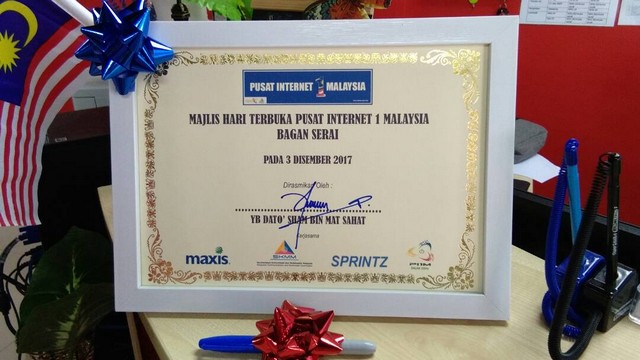 PUSAT INTERNET 1 MALAYSIA
MAJLIS HARI TERBUKA PUSAT INTERNET 1 MALAYSIA
BAGAN SERAI
PADA 3 DISEMBER 2017
Dirasmikan Oleh :
YB DATO' SHAM BIN MAT SAHAT
Kerjasama
maxis
SKMM
SPRINTZ